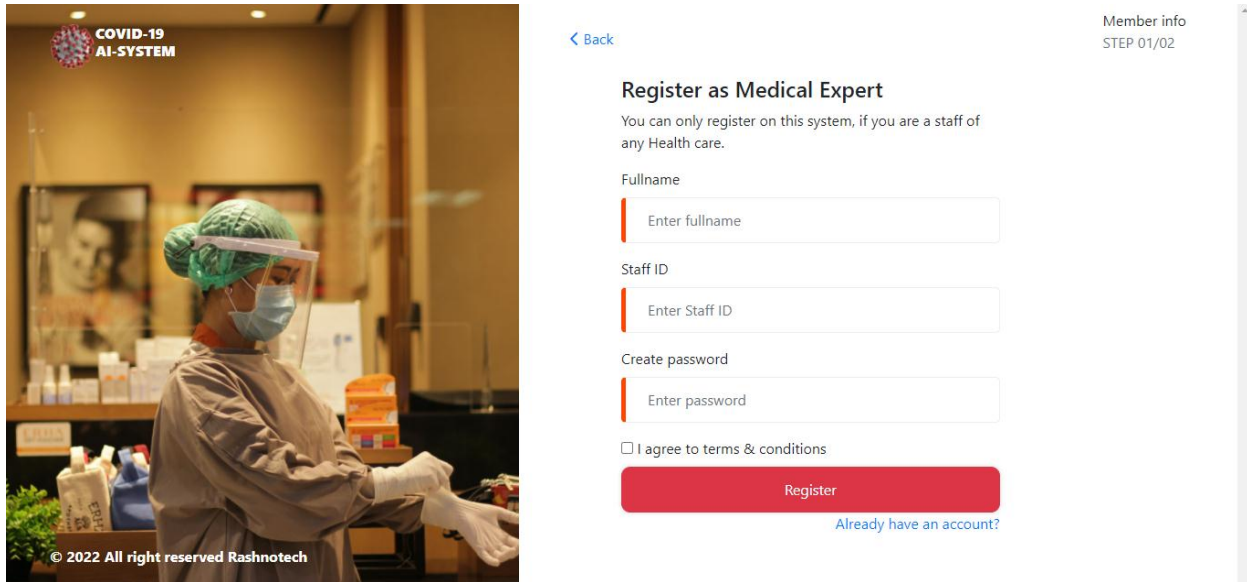 COVID-19
AI-SYSTEM
© 2022 All right reserved Rashnotech
Back
Member info
STEP 01/02
Register as Medical Expert
You can only register on this system, if you are a staff of
any Health care.
Fullname
Enter fullname
Staff ID
Enter Staff ID
Create password
Enter password
I agree to terms & conditions
Register
Already have an account?